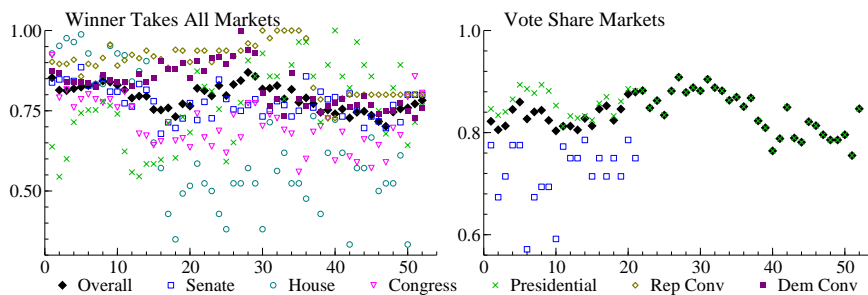 Winner Takes All Markets
Vote Share Markets
1.00
0.75
0.50
0 10 20 30 40 50
1.0
0.8
0.6
0 10 20 30 40 50
Overall Senate House Congress Presidential Rep Conv Dem Conv